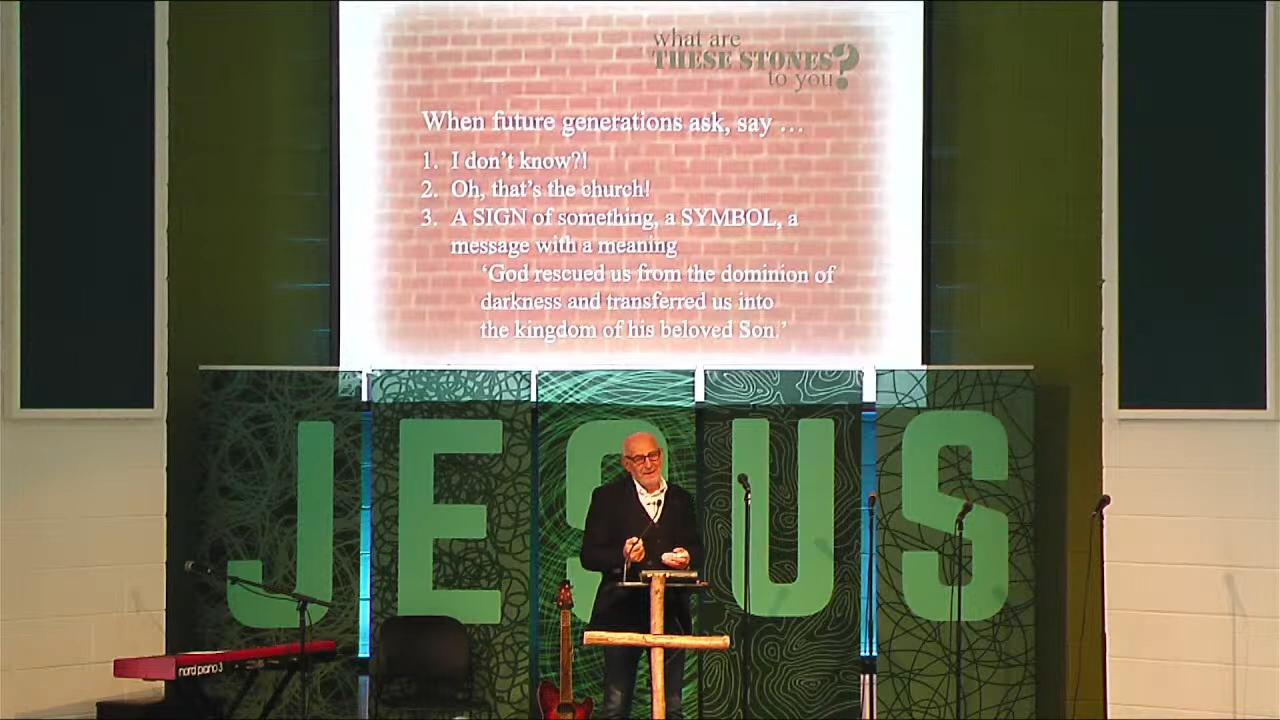 what are
THESE STONES?
to you
When future generations ask, say ...
1. I don't know?!
2. Oh, that's the church!
3. A SIGN of something, a SYMBOL, a
message with a meaning
'God rescued us from the dominion of
darkness and transferred us into
the kingdom of his beloved Son.'
JESUS
nord piano 3